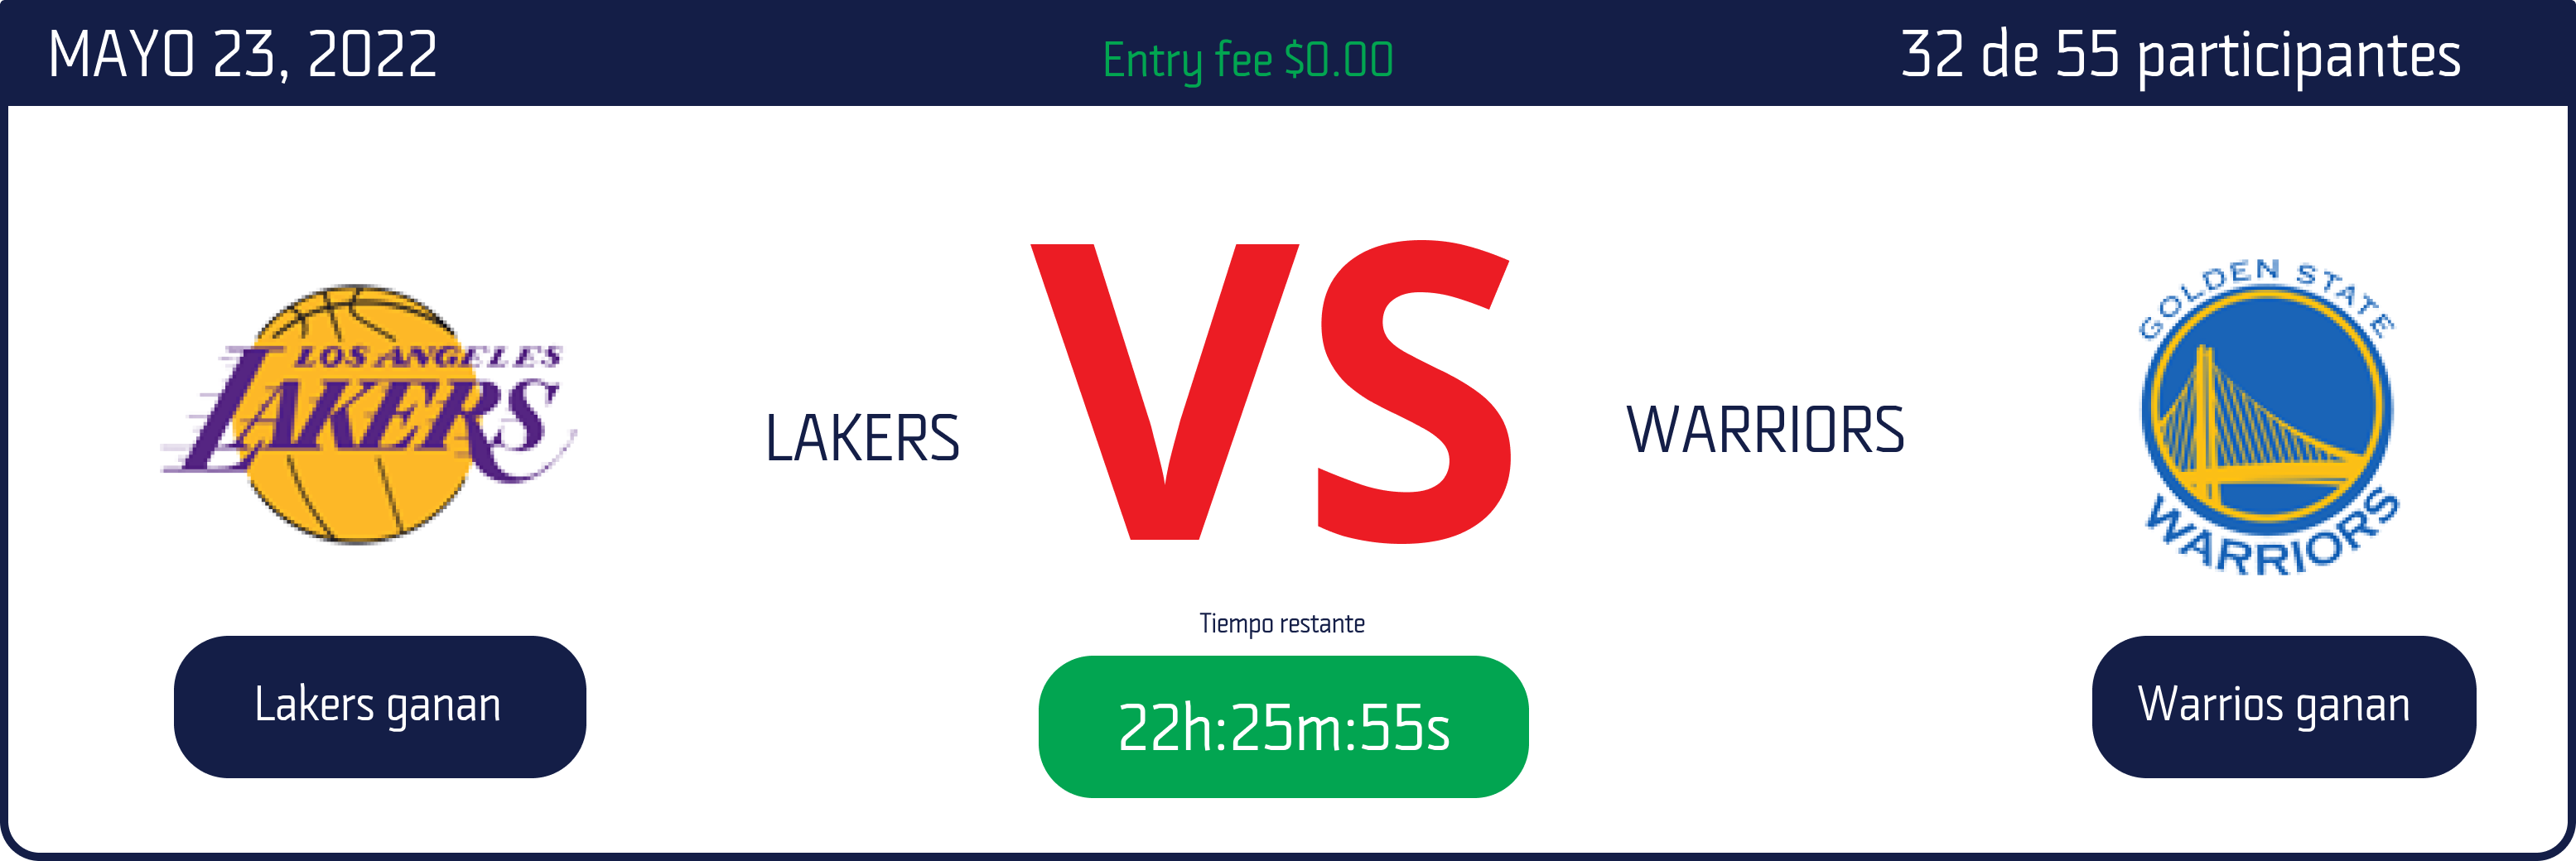 MAYO 23, 2022
Entry fee $0.00
32 de 55 participantes
LOS ANGELES
LAKERS
LAKERS
VS
WARRIORS
GOLDEN STATE
WARRIORS
Tiempo restante
Lakers ganan
22h:25m:55s
Warrios ganan